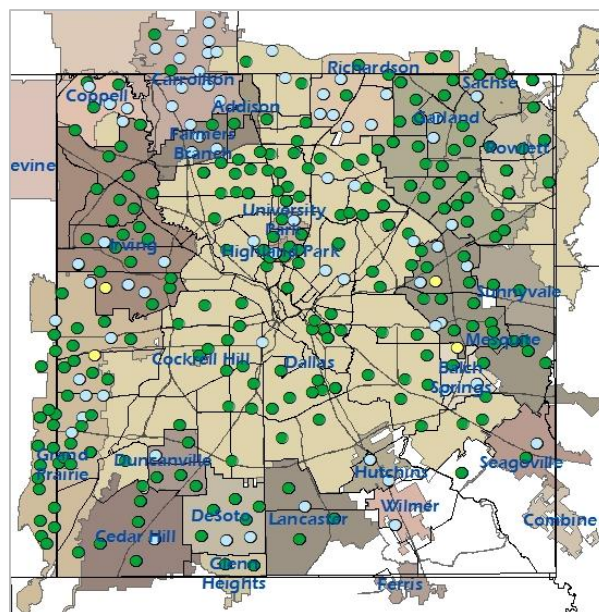 Richardson
Carrollton
Coppell
Sachse
Addison
Garland
Farmers
Branch
Rowlett
evine
University
Park
Irving
Highland Park
Sunnyvale
Mesquite
Cockrell Hill
Dallas
Balch
Springs
Grand
Prairie
Duncanville
Hutchins
Seagoville
DeSoto
Lancaster
Wilmer
Combine
Cedar Hill
Glenn
Heights
Ferris